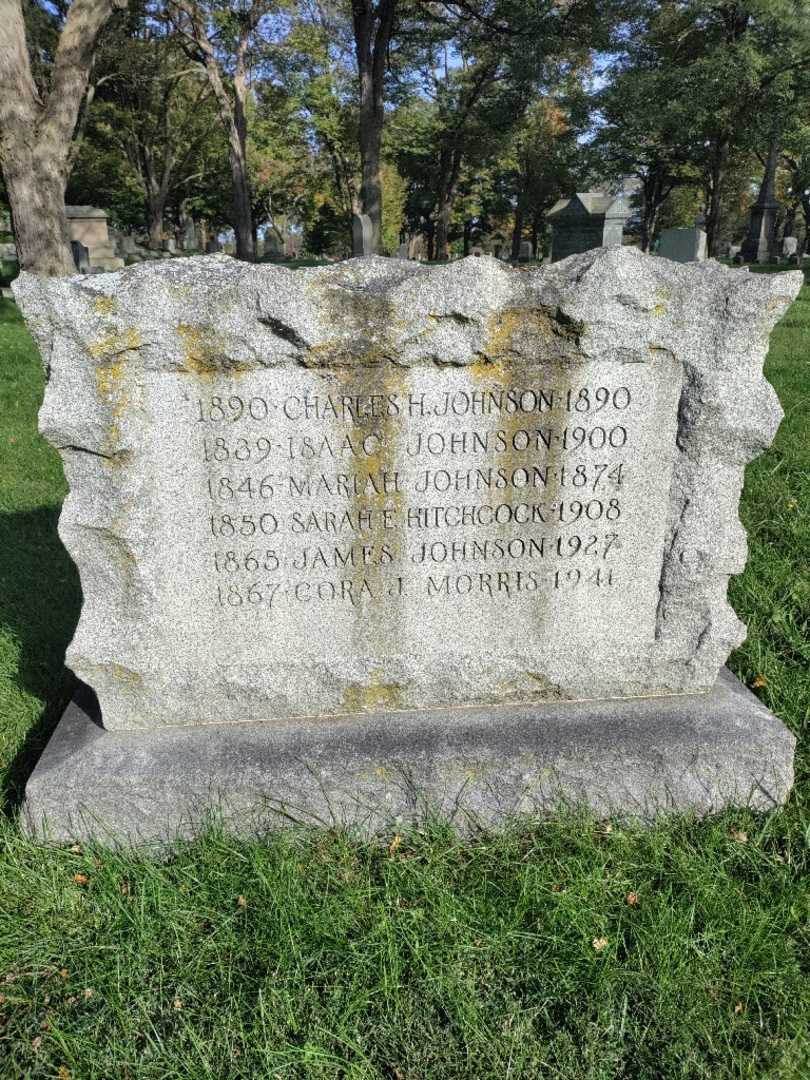 1890 · CHARLES H. JOHNSON · 1890
1839 · ISAAC JOHNSON · 1900
1846 · MARIAH JOHNSON · 1874
1850 · SARAH E. HITCHCOCK · 1908
1865 · JAMES JOHNSON · 1927
1867 · CORA J. MORRIS · 1941